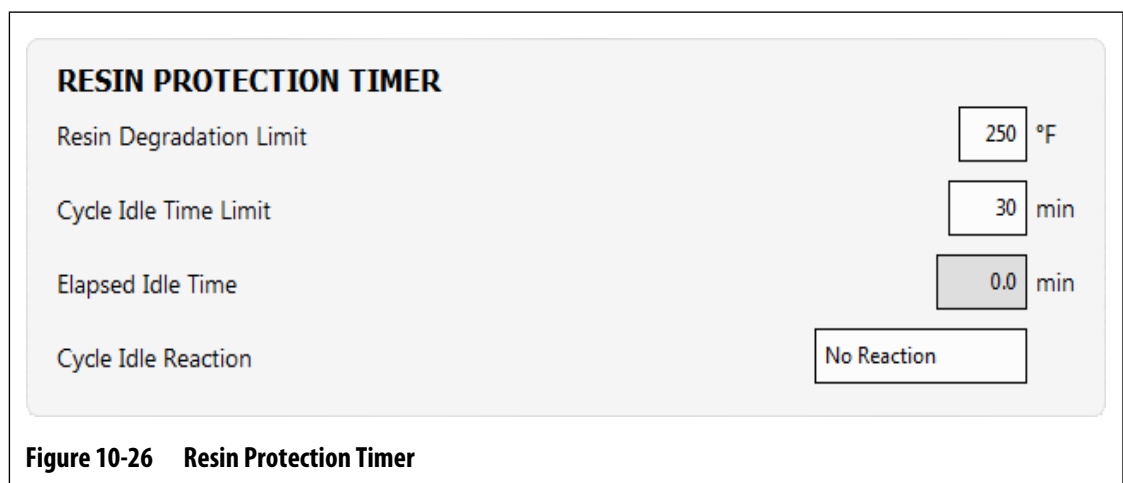 RESIN PROTECTION TIMER
Resin Degradation Limit 250 °F
Cycle Idle Time Limit 30 min
Elapsed Idle Time 0.0 min
Cycle Idle Reaction No Reaction
Figure 10-26 Resin Protection Timer